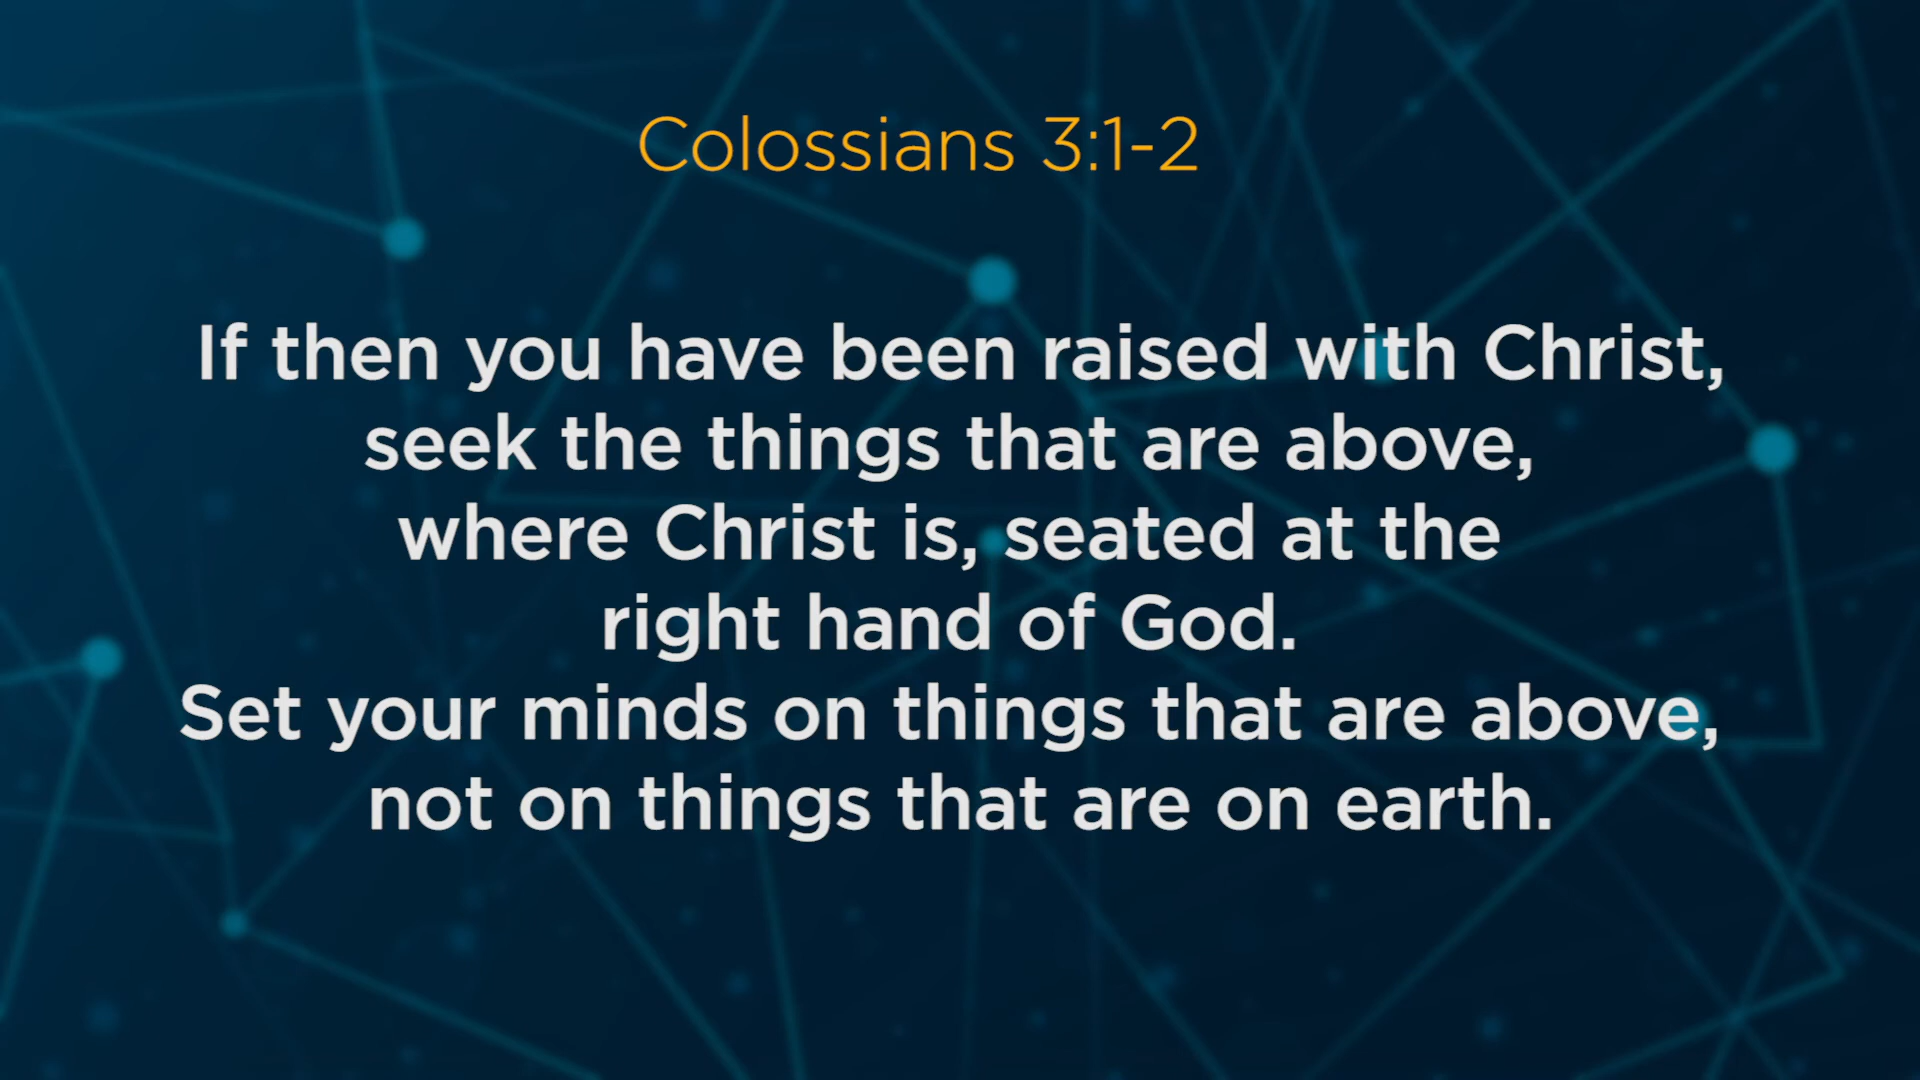 Colossians 3:1-2
If then you have been raised with Christ,
seek the things that are above,
where Christ is, seated at the
right hand of God.
Set your minds on things that are above,
not on things that are on earth.